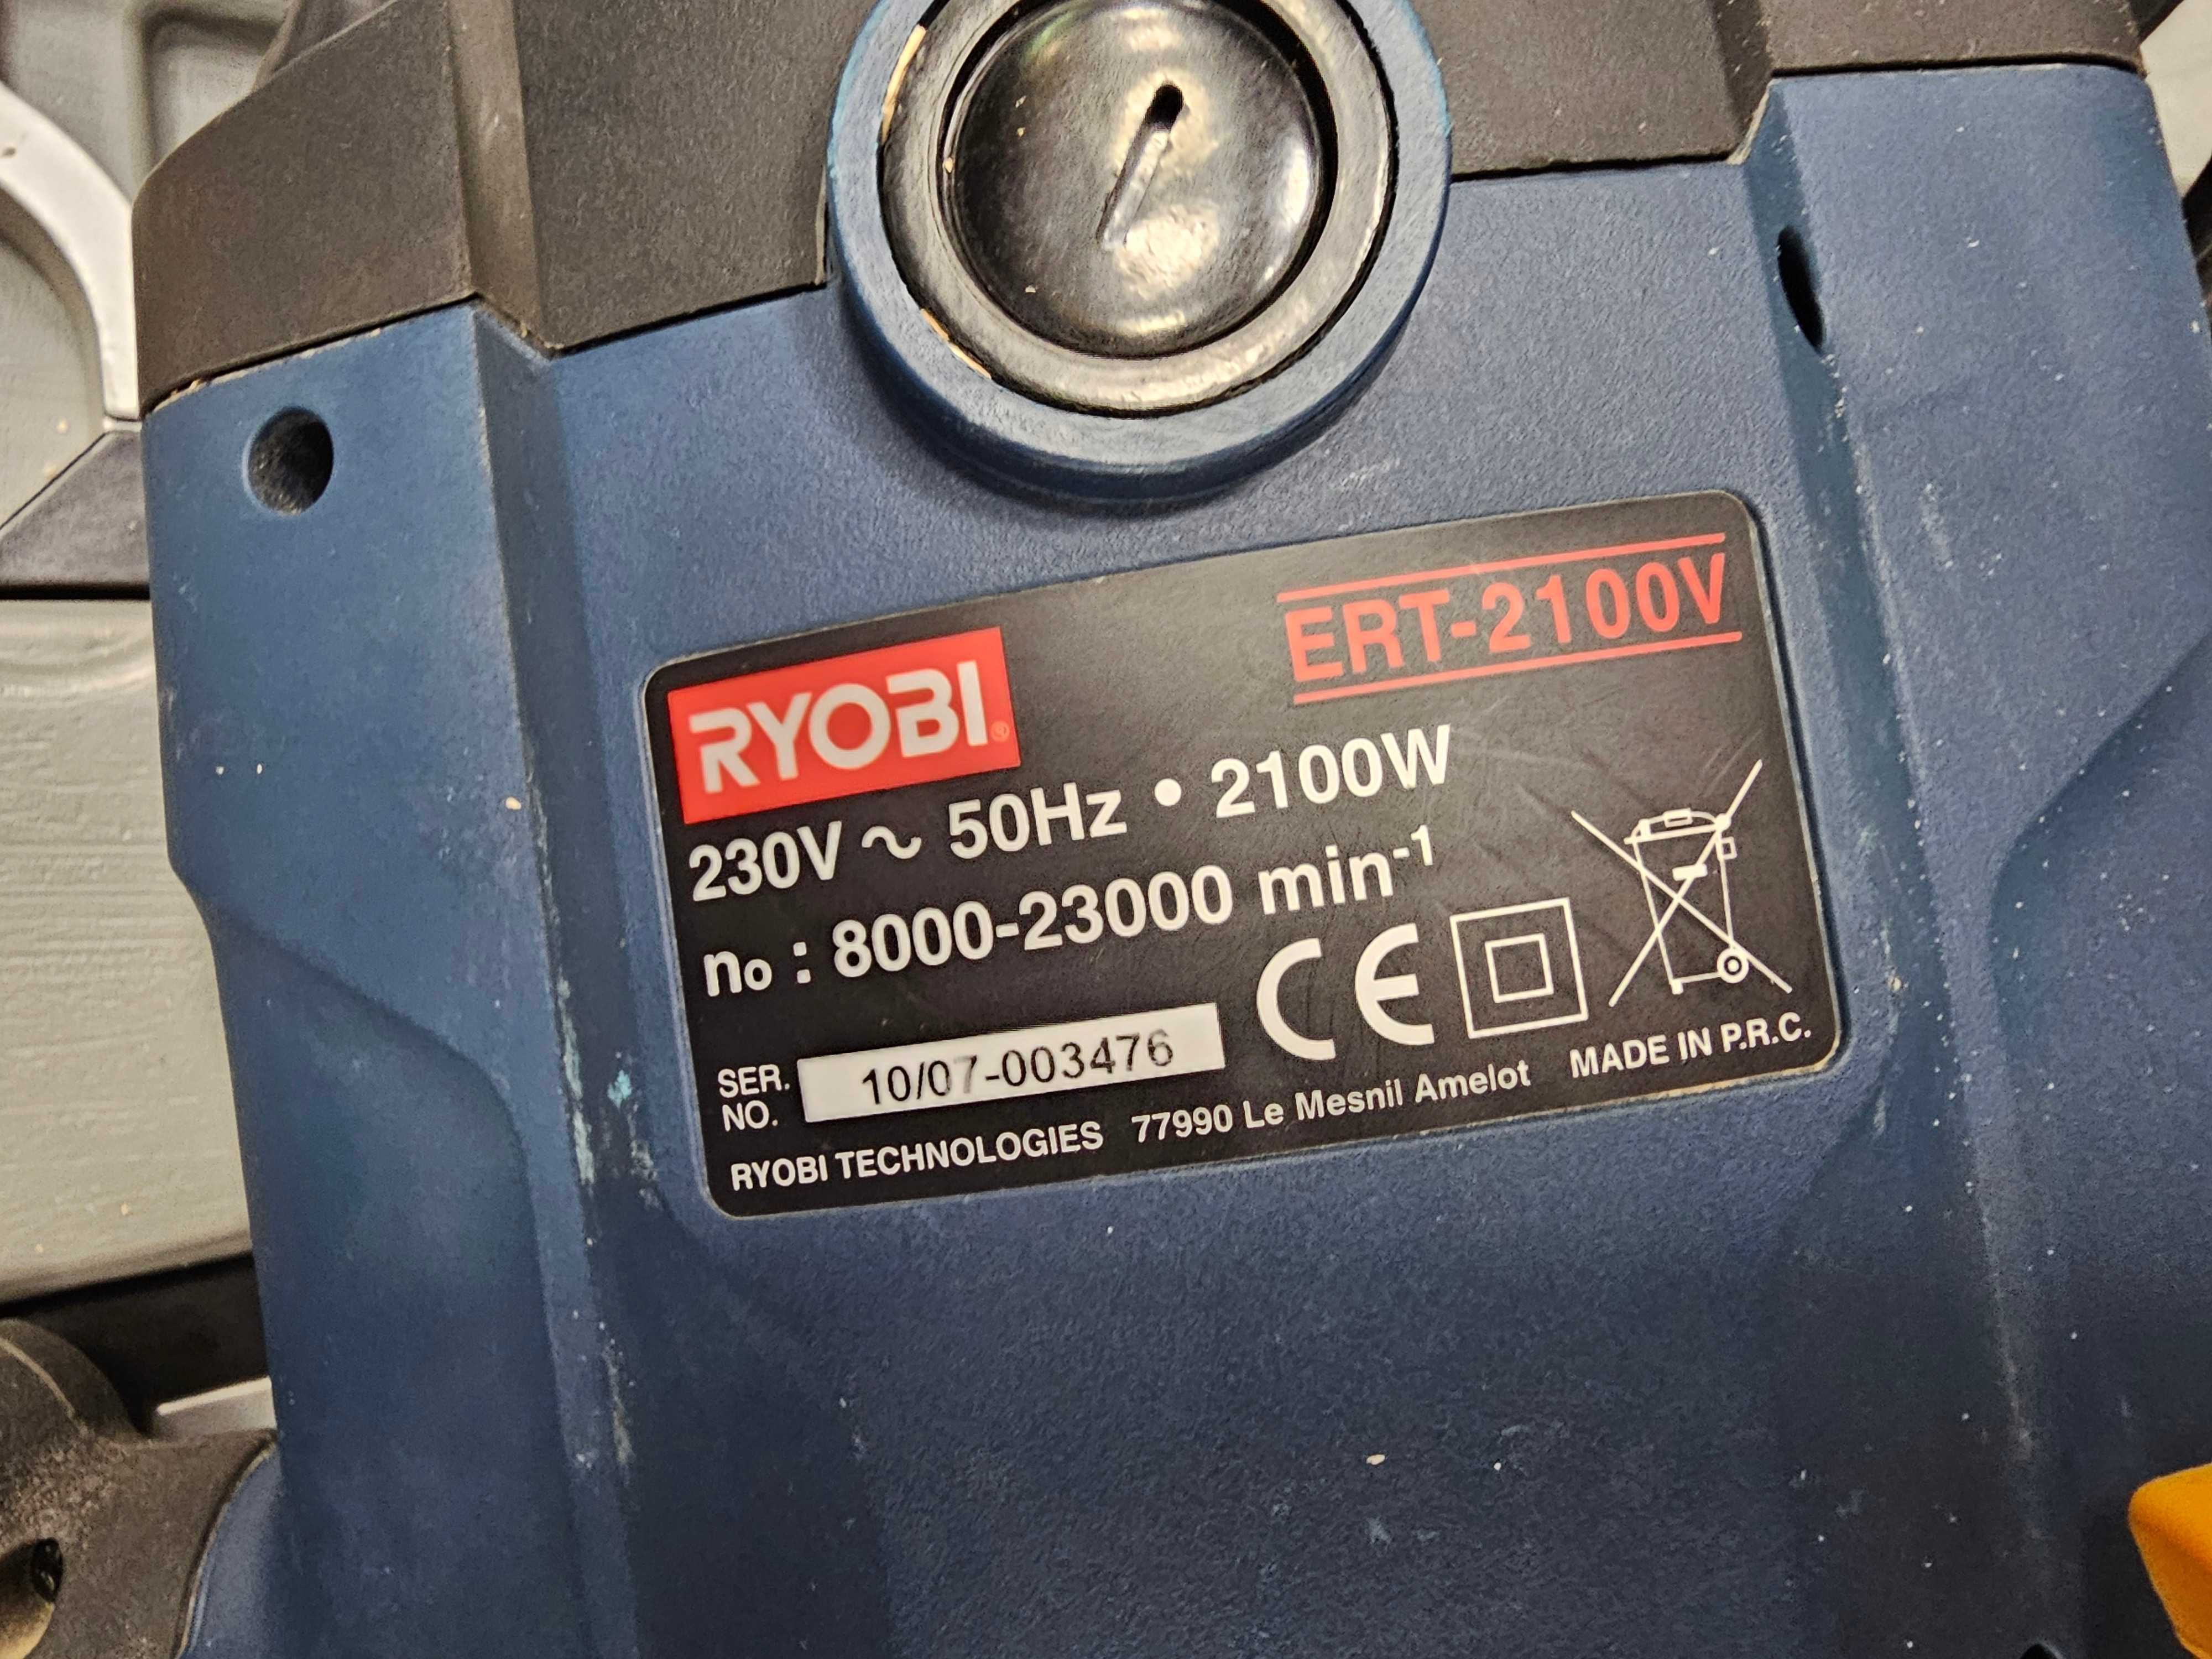 ERT-2100V
RYOBI®
230V ~ 50Hz • 2100W
no : 8000-23000 min-1
CE
SER. NO. 10/07-003476
RYOBI TECHNOLOGIES 77990 Le Mesnil Amelot MADE IN P.R.C.